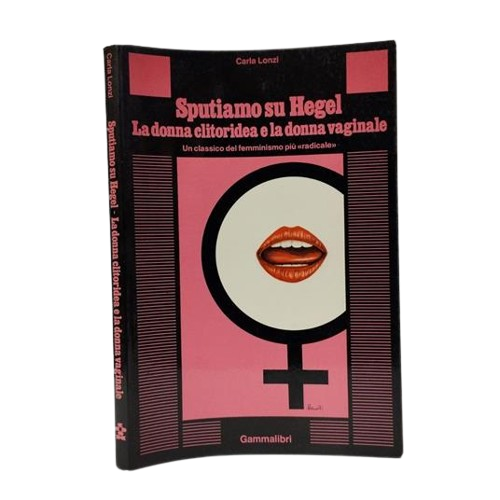 Carla Lonzi
Sputiamo su Hegel
La donna clitoridea e la donna vaginale
Un classico del femminismo più «radicale»
Gammalibri
Carla Lonzi
Sputiamo su Hegel - La donna clitoridea e la donna vaginale